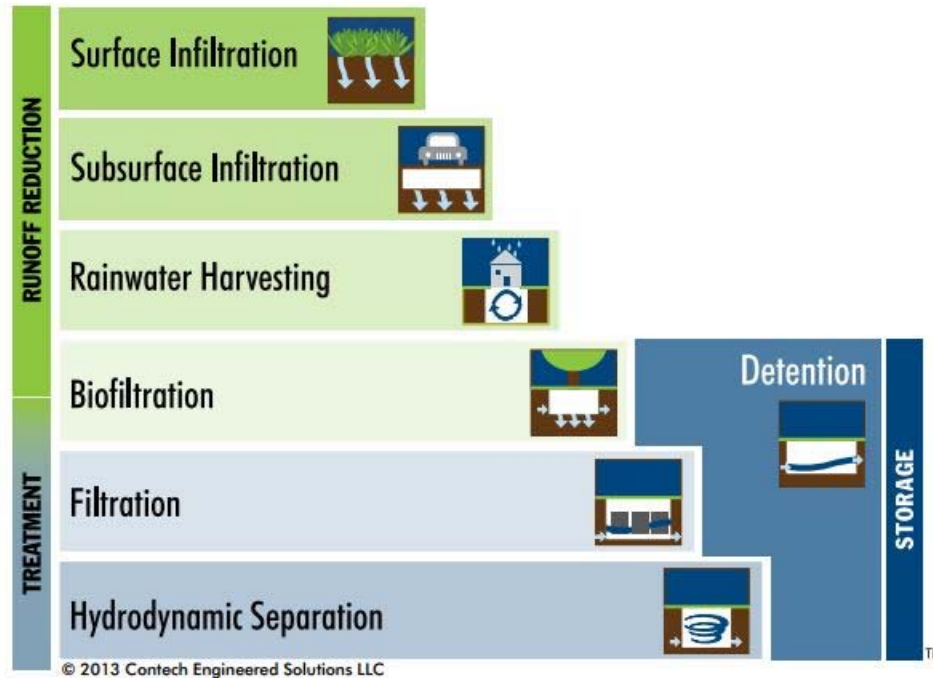 RUNOFF REDUCTION
TREATMENT
Surface Infiltration
Subsurface Infiltration
Rainwater Harvesting
Biofiltration
Filtration
Hydrodynamic Separation
Detention
STORAGE
© 2013 Contech Engineered Solutions LLC